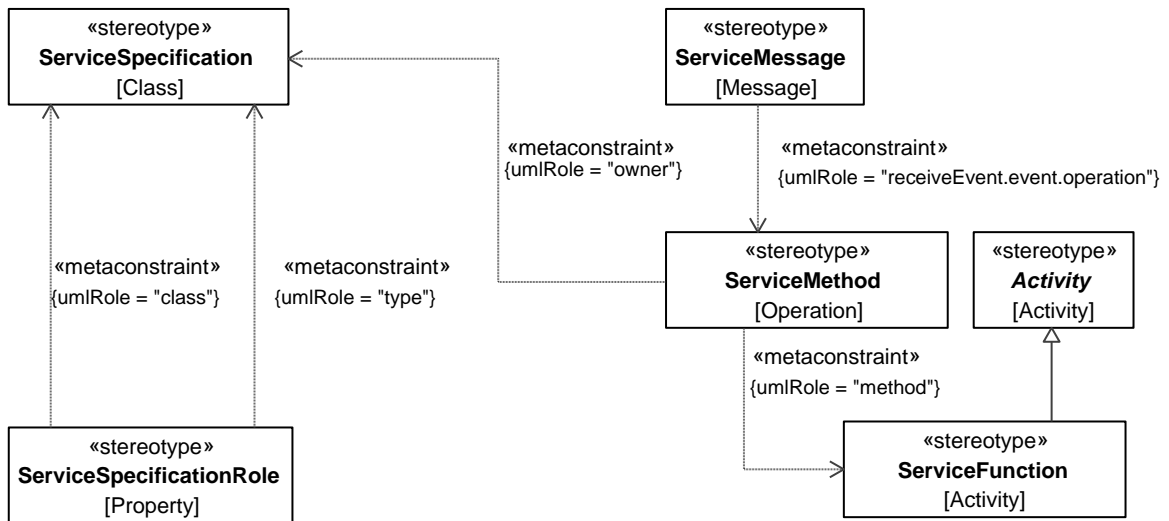 «stereotype»
ServiceSpecification
[Class]
«stereotype»
ServiceMessage
[Message]
«metaconstraint»
{umlRole = "owner"}
«metaconstraint»
{umlRole = "receiveEvent.event.operation"}
«stereotype»
ServiceMethod
[Operation]
«stereotype»
Activity
[Activity]
«metaconstraint»
{umlRole = "class"}
«metaconstraint»
{umlRole = "type"}
«metaconstraint»
{umlRole = "method"}
«stereotype»
ServiceSpecificationRole
[Property]
«stereotype»
ServiceFunction
[Activity]